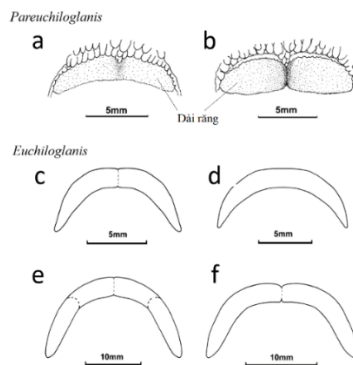 Pareuchiloglanis
a b
5mm 5mm
Dải răng
Euchiloglanis
c d
5mm 5mm
e f
10mm 10mm